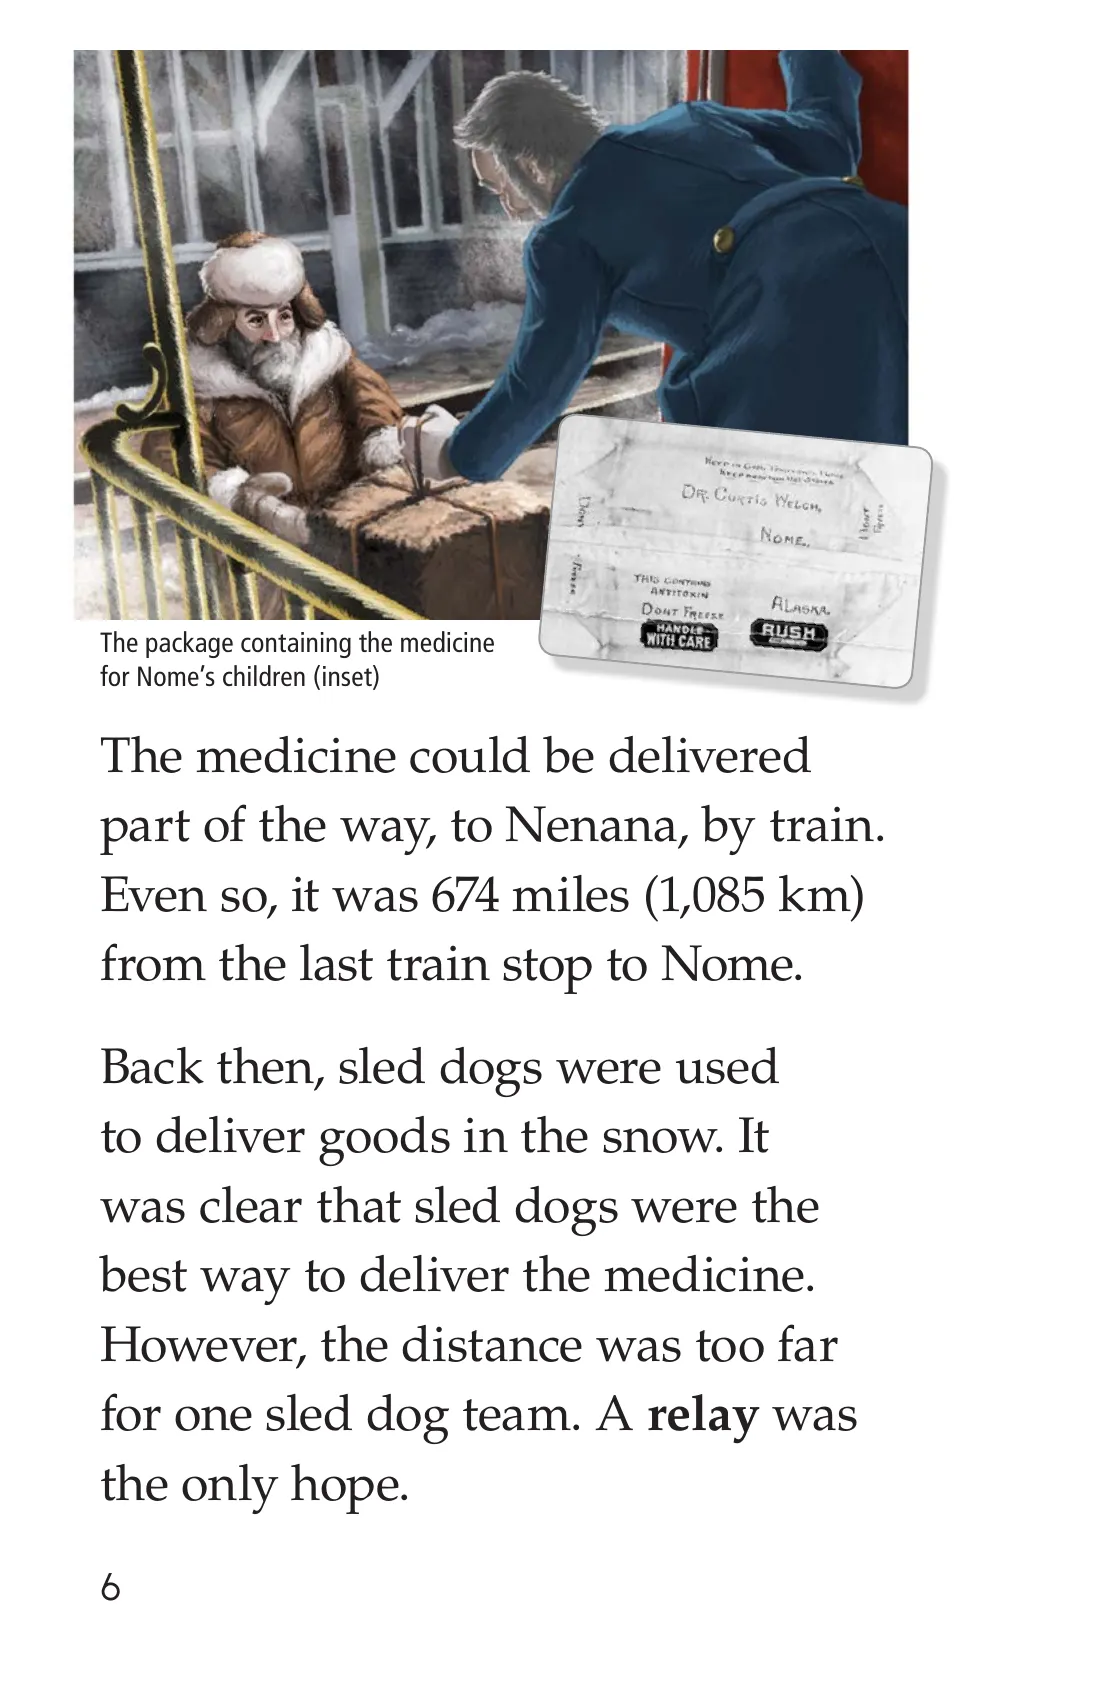 DR. CURTIS WELCH,
NOME.
THIS CONTAINS
ANTITOXIN
DONT FREEZE
ALASKA
HANDLE
WITH CARE
RUSH
DONT
FREEZE
The package containing the medicine
for Nome’s children (inset)
The medicine could be delivered
part of the way, to Nenana, by train.
Even so, it was 674 miles (1,085 km)
from the last train stop to Nome.
Back then, sled dogs were used
to deliver goods in the snow. It
was clear that sled dogs were the
best way to deliver the medicine.
However, the distance was too far
for one sled dog team. A relay was
the only hope.
6